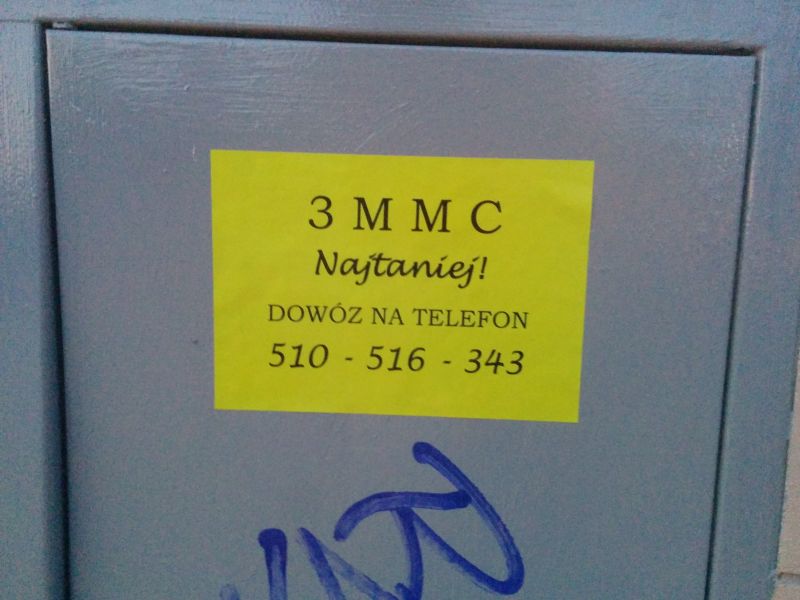 3 M M C
Najtaniej!
DOWÓZ NA TELEFON
510 - 516 - 343